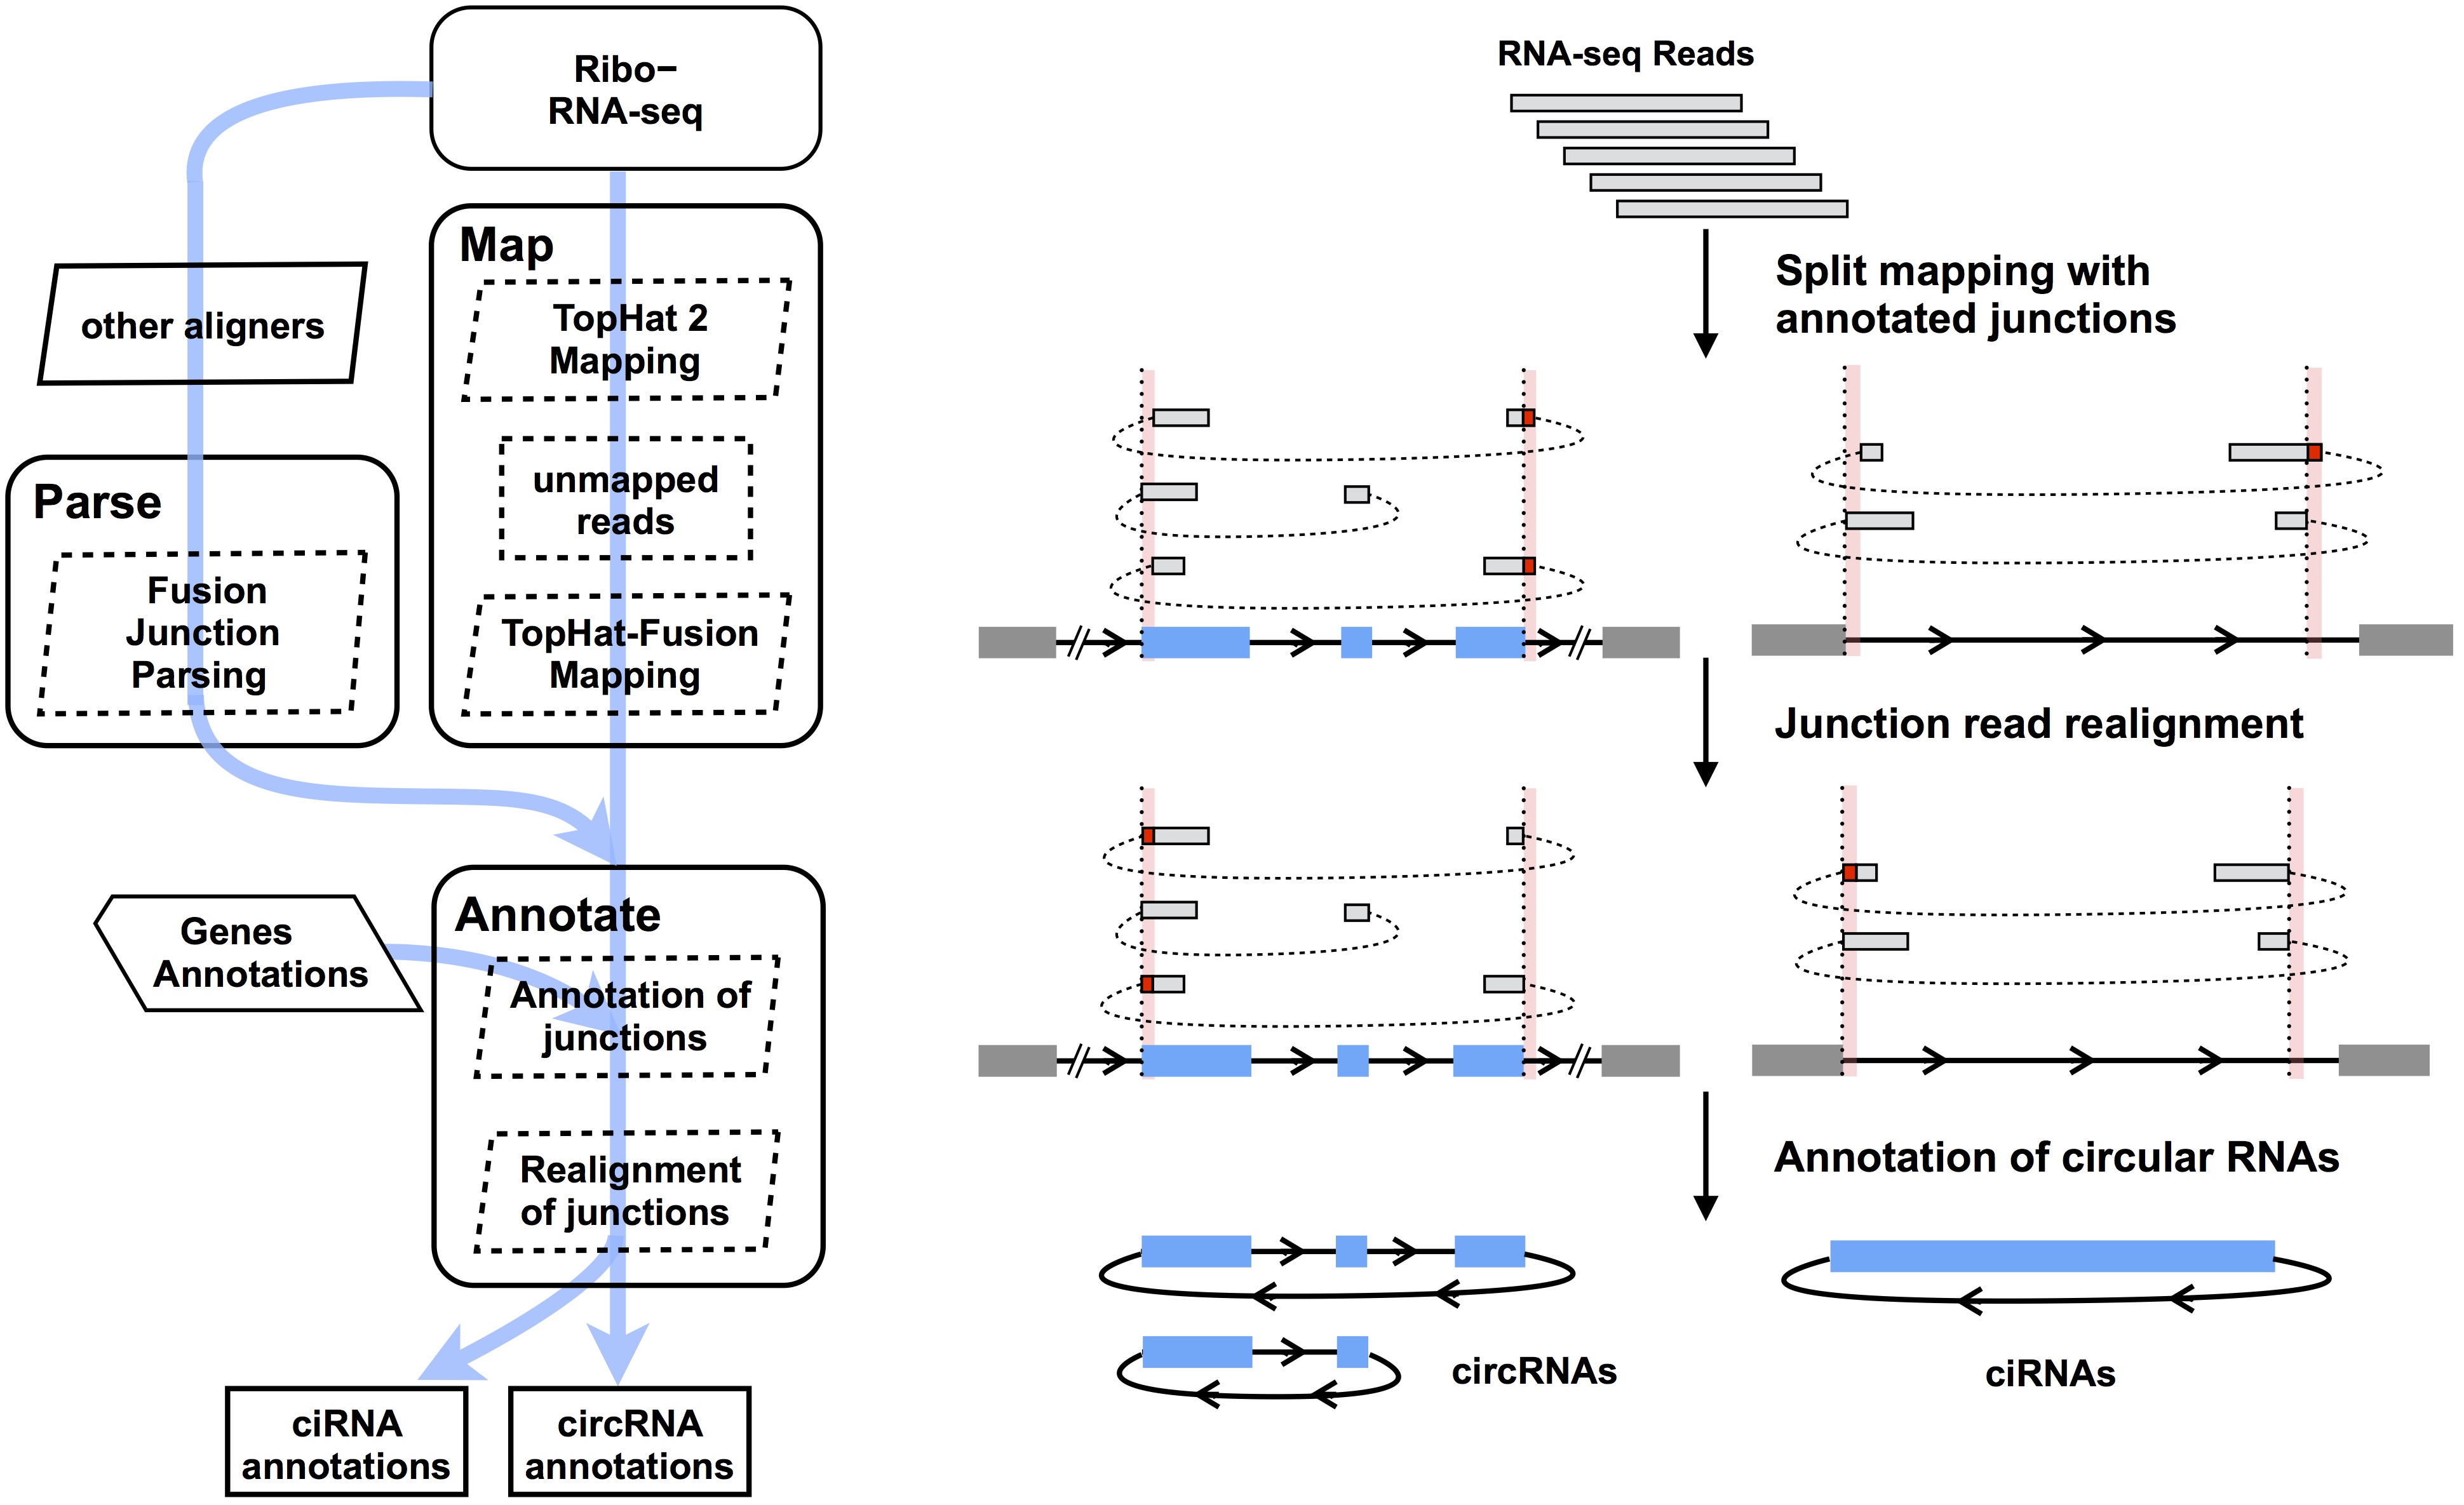 Ribo−
RNA-seq
Map
TopHat 2
Mapping
unmapped
reads
TopHat-Fusion
Mapping
other aligners
Parse
Fusion
Junction
Parsing
Genes
Annotations
Annotate
Annotation of
junctions
Realignment
of junctions
ciRNA
annotations
circRNA
annotations
RNA-seq Reads
Split mapping with
annotated junctions
Junction read realignment
Annotation of circular RNAs
circRNAs
ciRNAs